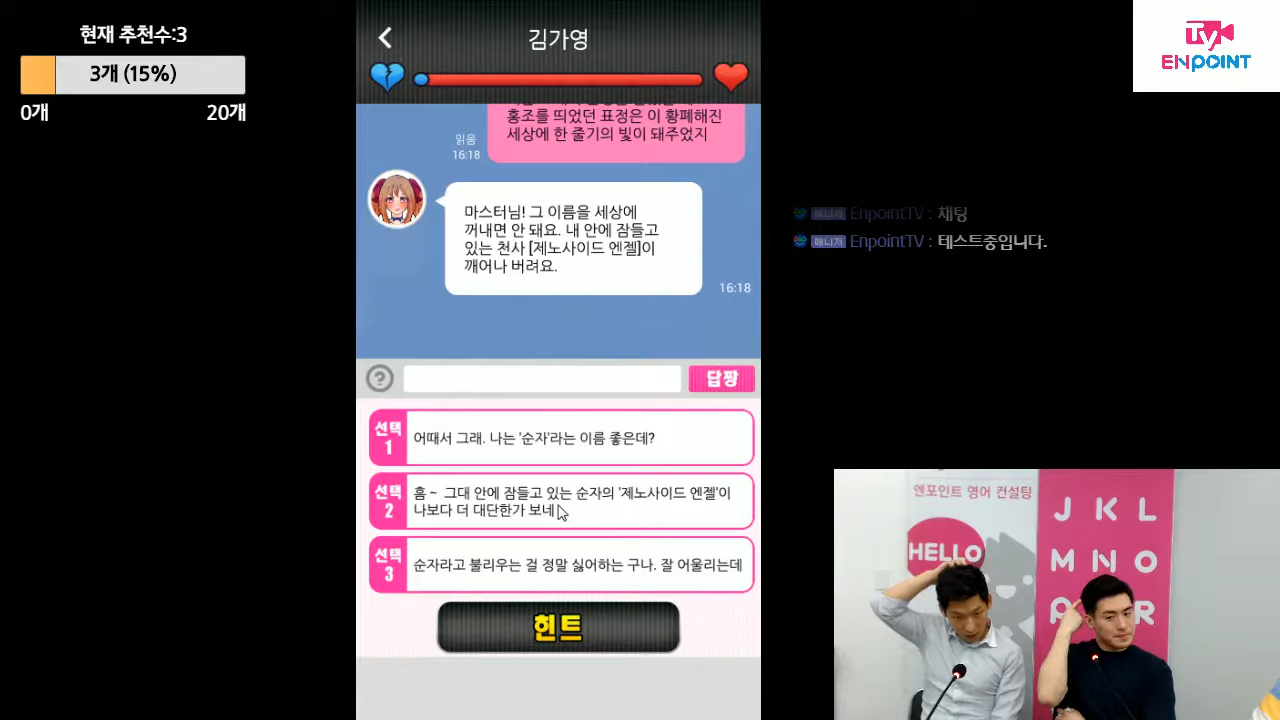 현재 추천수:3
3개 (15%)
0개
20개
김가영
홍조를 띄었던 표정은 이 황폐해진
세상에 한 줄기의 빛이 돼주었지
읽음
16:18
마스터님! 그 이름을 세상에
꺼내면 안 돼요. 내 안에 잠들고
있는 천사 [제노사이드 엔젤]이
깨어나 버려요.
16:18
?
답짱
선택
1
어때서 그래. 나는 '순자'라는 이름 좋은데?
선택
2
흠 ~ 그대 안에 잠들고 있는 순자의 '제노사이드 엔젤'이
나보다 더 대단한가 보네
선택
3
순자라고 불리우는 걸 정말 싫어하는 구나. 잘 어울리는데
힌트
TV
ENPOINT
매니저 EnpointTV : 채팅
매니저 EnpointTV : 테스트중입니다.
엔포인트 영어 컨설팅
HELLO
J K L
M N O
R